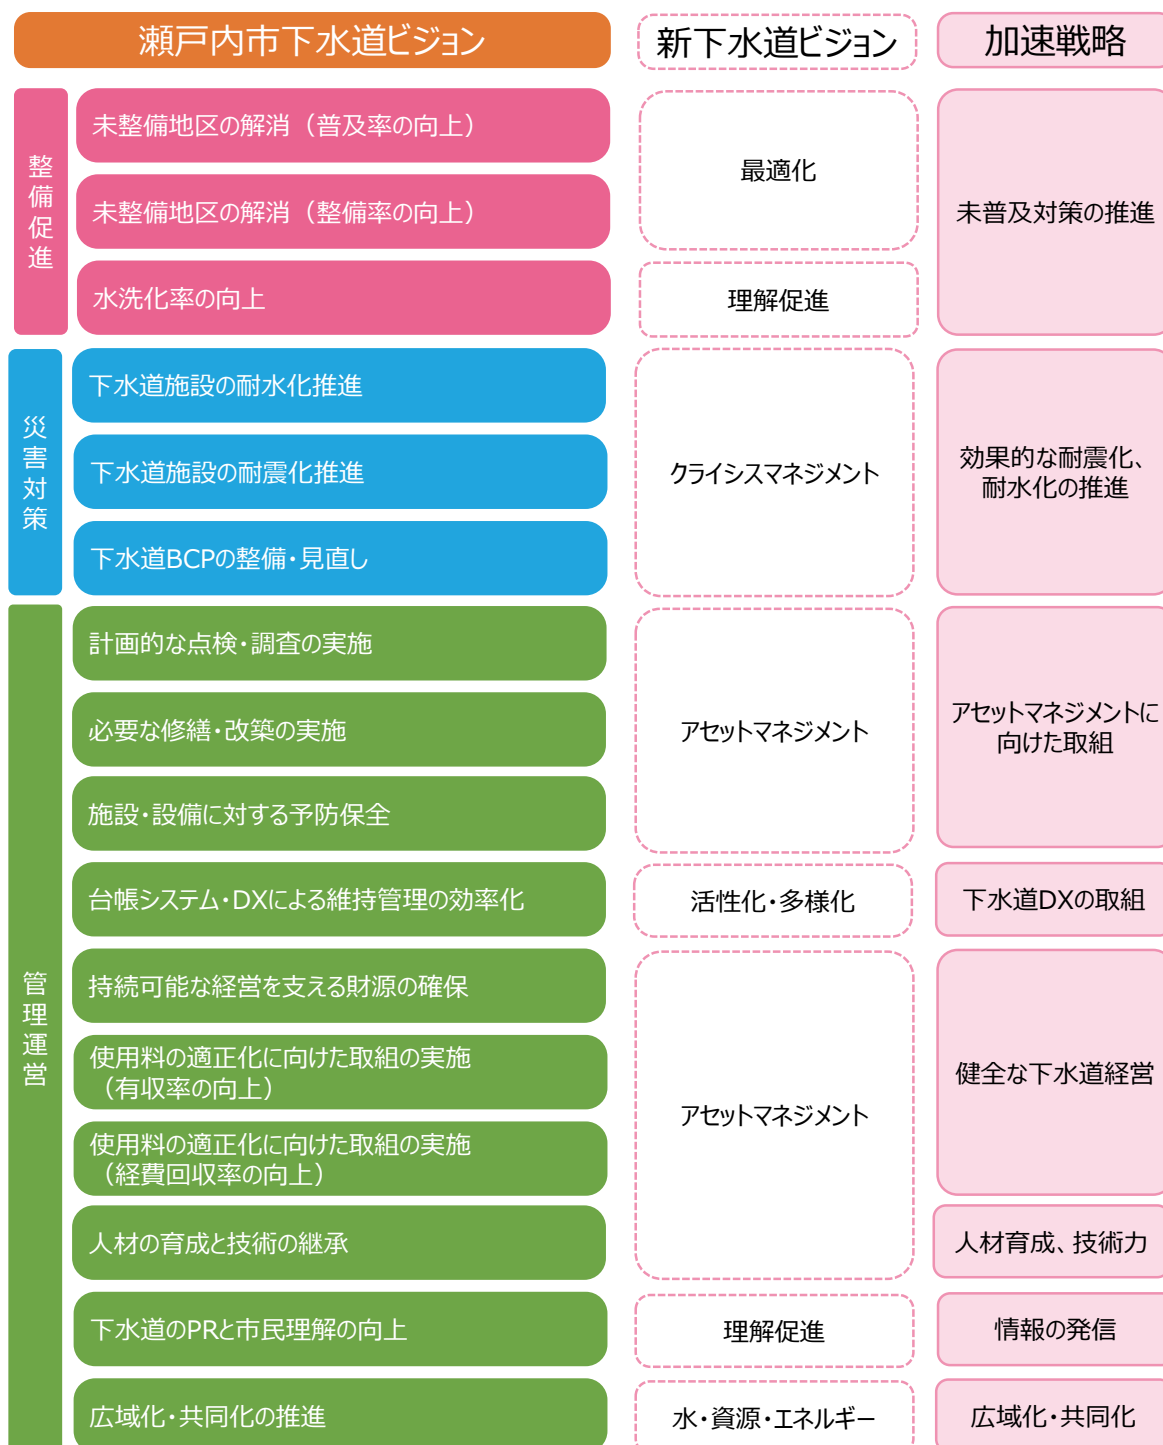 瀬戸内市下水道ビジョン
新下水道ビジョン
加速戦略
整備促進
未整備地区の解消（普及率の向上）
未整備地区の解消（整備率の向上）
水洗化率の向上
最適化
理解促進
未普及対策の推進
災害対策
下水道施設の耐水化推進
下水道施設の耐震化推進
下水道BCPの整備・見直し
クライシスマネジメント
効果的な耐震化、
耐水化の推進
管理運営
計画的な点検・調査の実施
必要な修繕・改築の実施
施設・設備に対する予防保全
アセットマネジメント
アセットマネジメントに
向けた取組
台帳システム・DXによる維持管理の効率化
活性化・多様化
下水道DXの取組
持続可能な経営を支える財源の確保
使用料の適正化に向けた取組の実施
（有収率の向上）
使用料の適正化に向けた取組の実施
（経費回収率の向上）
人材の育成と技術の継承
アセットマネジメント
健全な下水道経営
人材育成、技術力
下水道のPRと市民理解の向上
理解促進
情報の発信
広域化・共同化の推進
水・資源・エネルギー
広域化・共同化